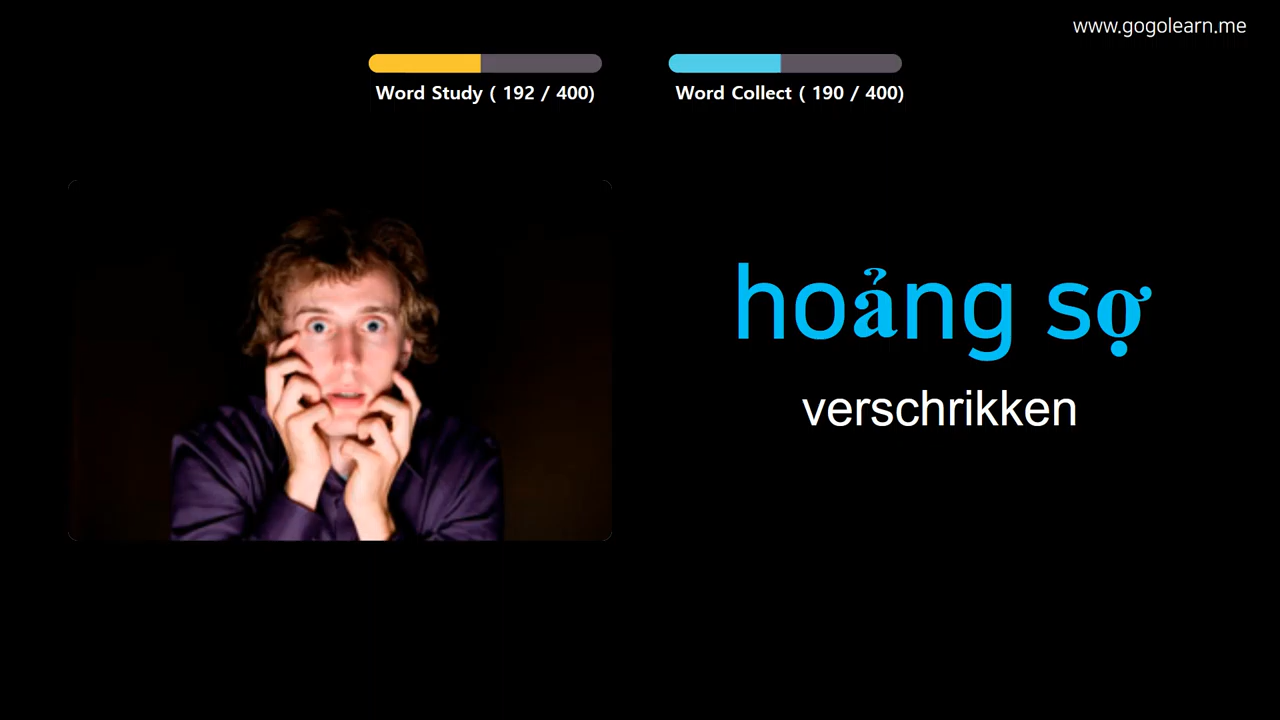 www.gogolearn.me
Word Study ( 192 / 400)
Word Collect ( 190 / 400)
hoảng sợ
verschrikken